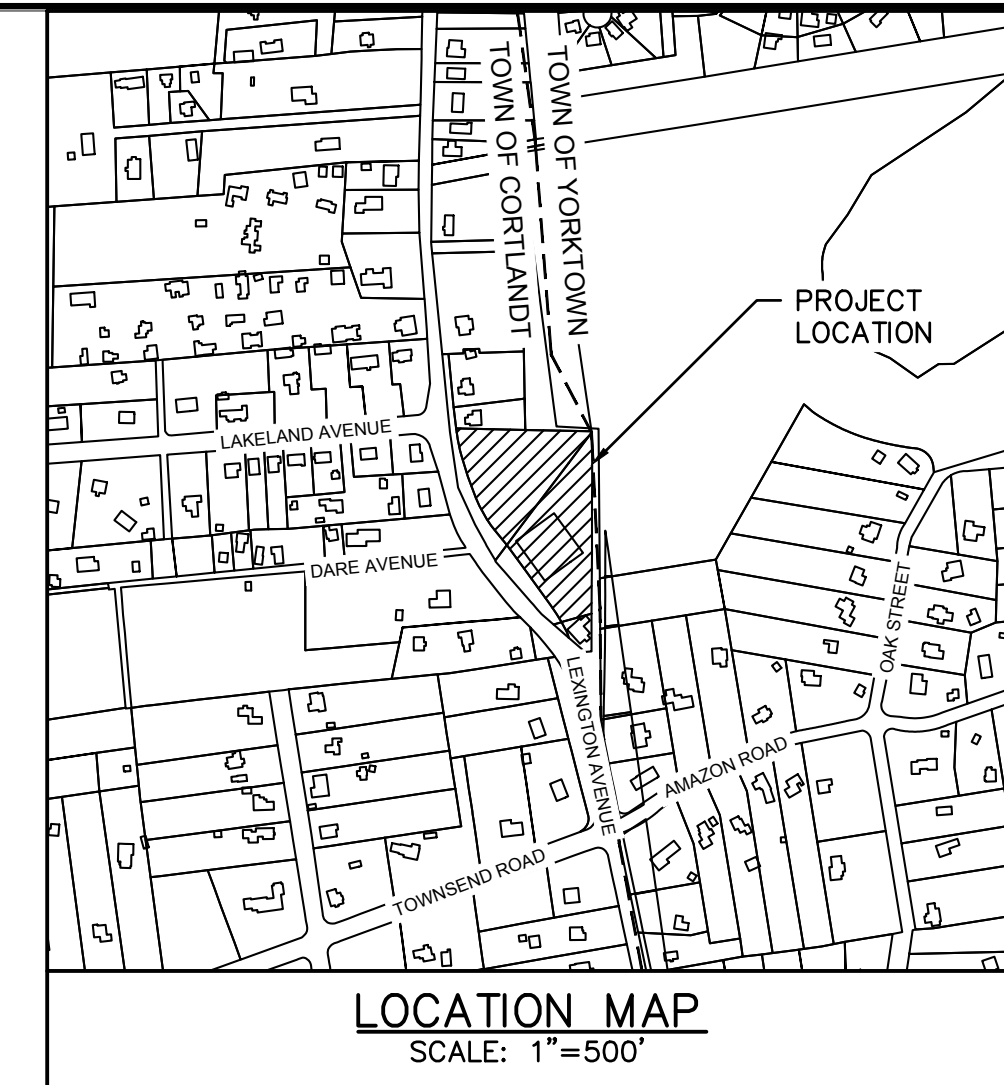 TOWN OF CORTLANDT
TOWN OF YORKTOWN
PROJECT
LOCATION
LAKELAND AVENUE
DARE AVENUE
OAK STREET
LEXINGTON AVENUE
AMAZON ROAD
TOWNSEND ROAD
LOCATION MAP
SCALE: 1"=500'